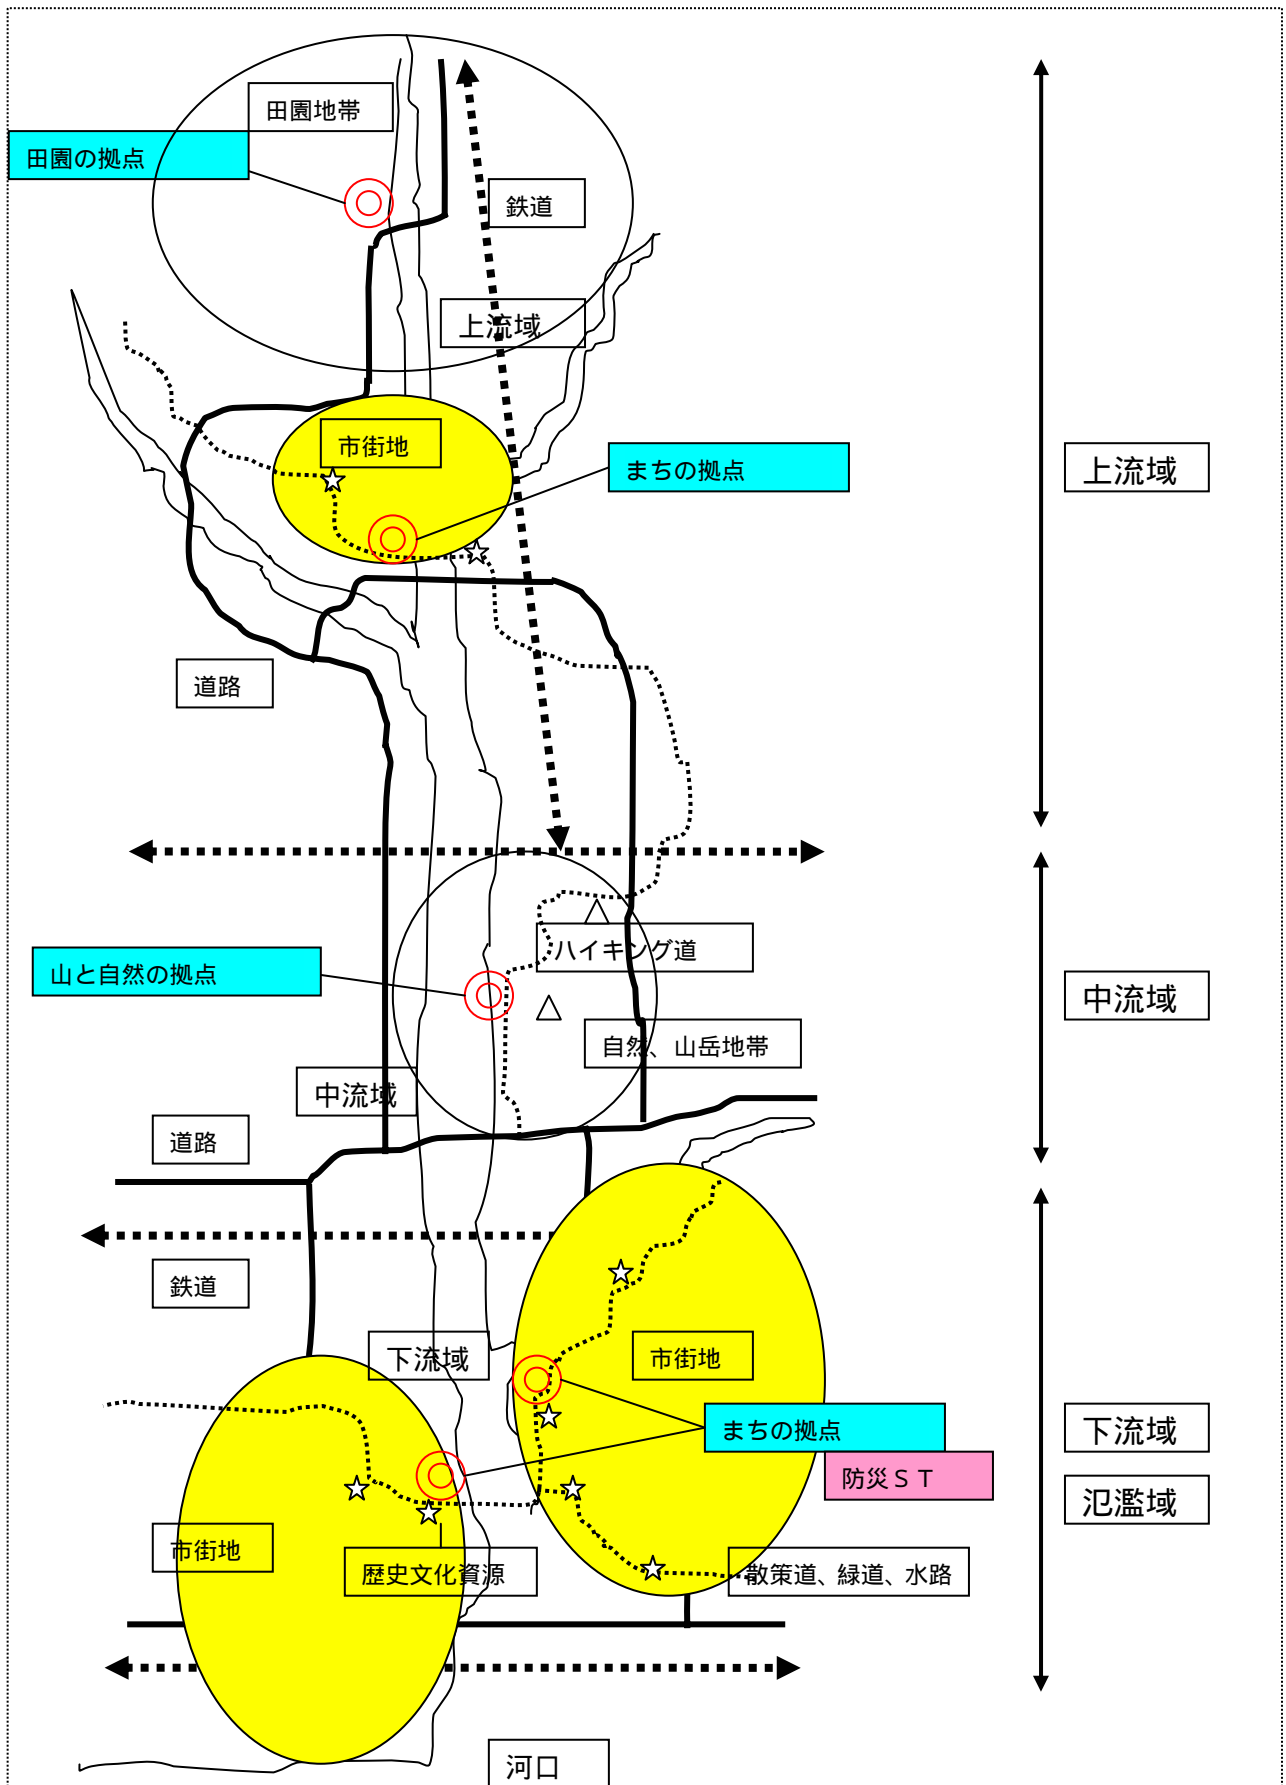 田園地帯
田園の拠点
鉄道
上流域
市街地
まちの拠点
上流域
道路
ハイキング道
山と自然の拠点
中流域
自然、山岳地帯
中流域
道路
鉄道
下流域
市街地
まちの拠点
下流域
防災ＳＴ
氾濫域
市街地
歴史文化資源
散策道、緑道、水路
河口